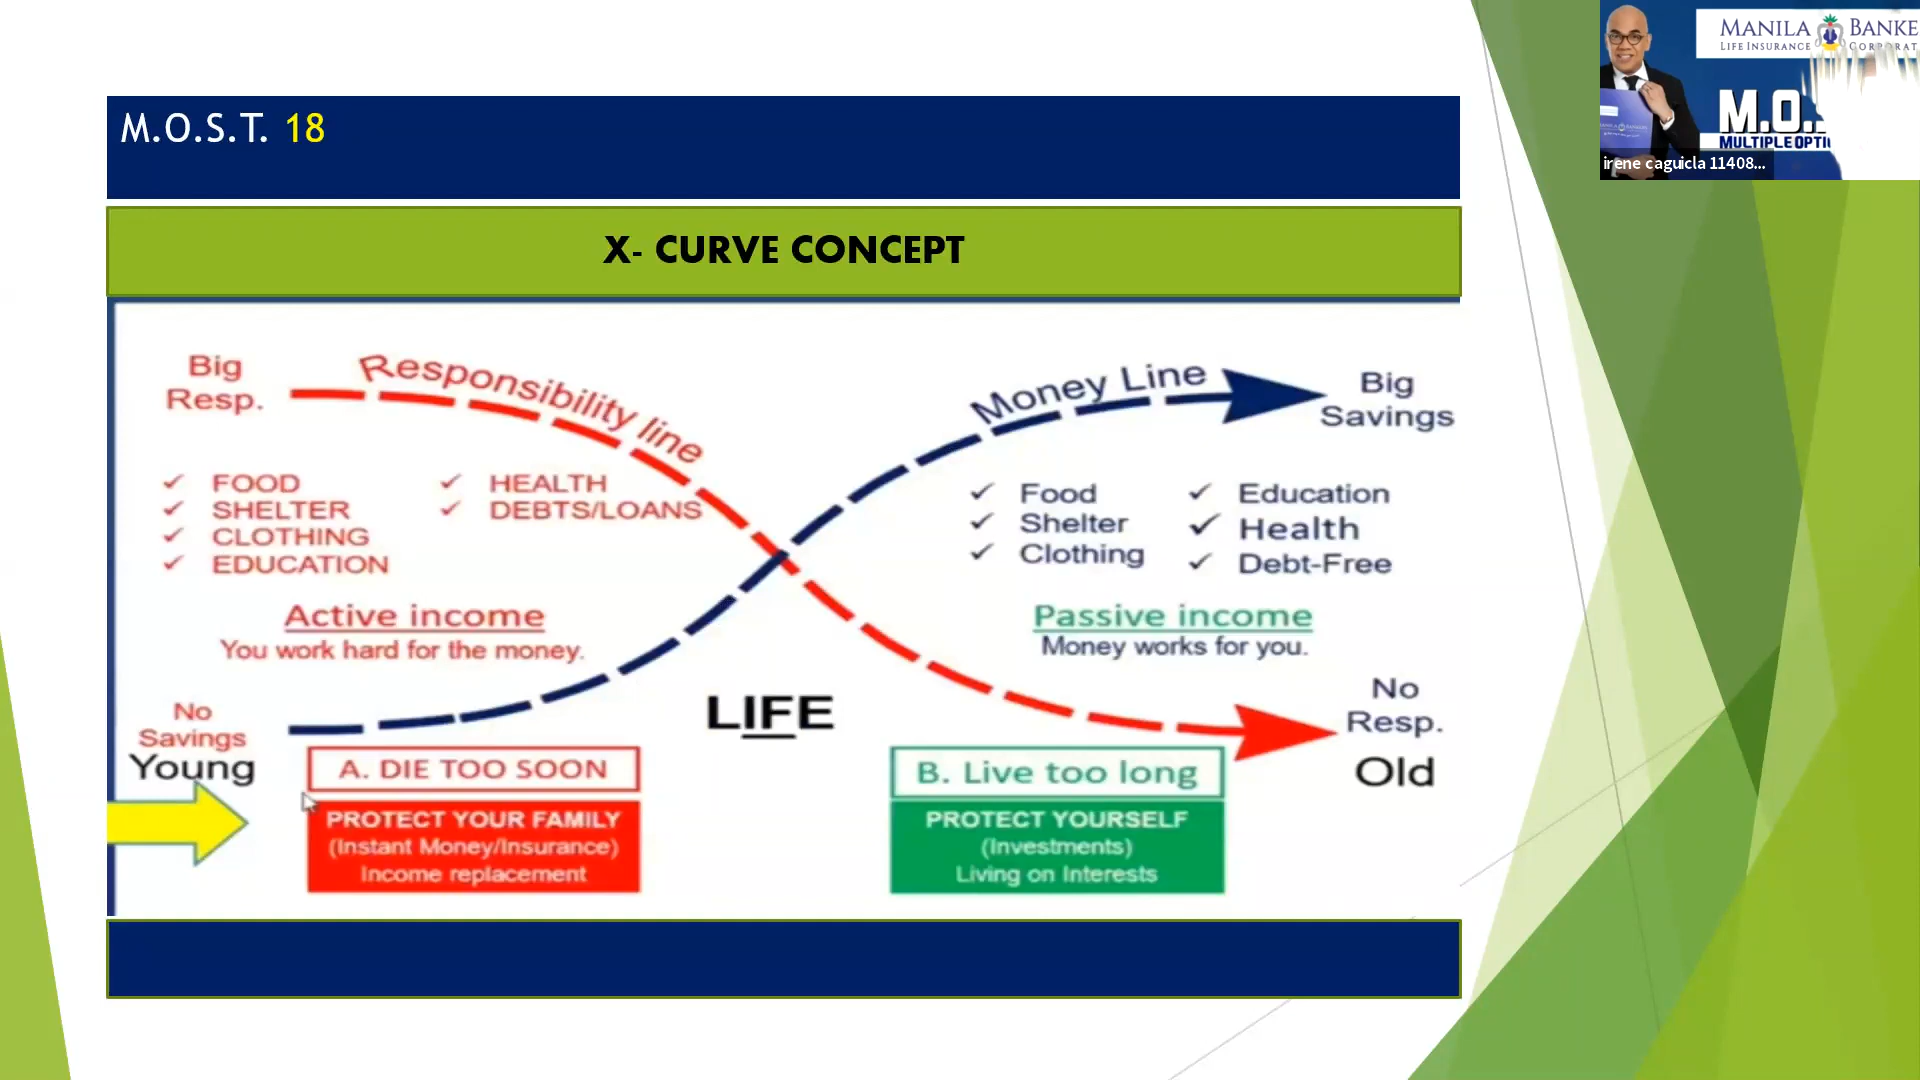 M.O.S.T. 18
X- CURVE CONCEPT
Big
Resp.
Responsibility line
FOOD
SHELTER
CLOTHING
EDUCATION
HEALTH
DEBTS/LOANS
Active income
You work hard for the money.
No
Savings
Young
A. DIE TOO SOON
PROTECT YOUR FAMILY
(Instant Money/Insurance)
Income replacement
LIFE
Money Line
Big
Savings
Food
Shelter
Clothing
Education
Health
Debt-Free
Passive income
Money works for you.
No
Resp.
Old
B. Live too long
PROTECT YOURSELF
(Investments)
Living on Interests
MANILA BANKE
LIFE INSURANCE CORPORAT
M.O.
MULTIPLE OPTI
irene caguicla 11408...